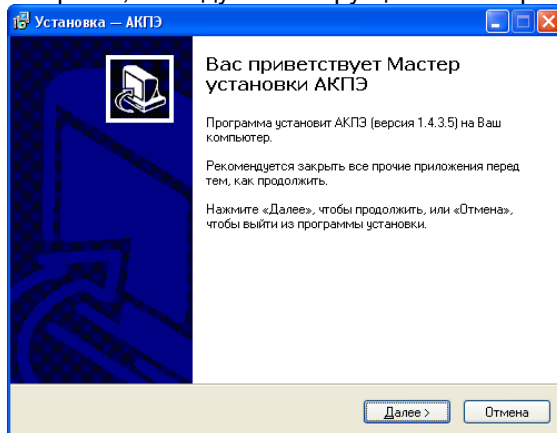 Установка — АКПЭ
Вас приветствует Мастер
установки АКПЭ
Программа установит АКПЭ (версия 1.4.3.5) на Ваш
компьютер.
Рекомендуется закрыть все прочие приложения перед
тем, как продолжить.
Нажмите «Далее», чтобы продолжить, или «Отмена»,
чтобы выйти из программы установки.
Далее >
Отмена